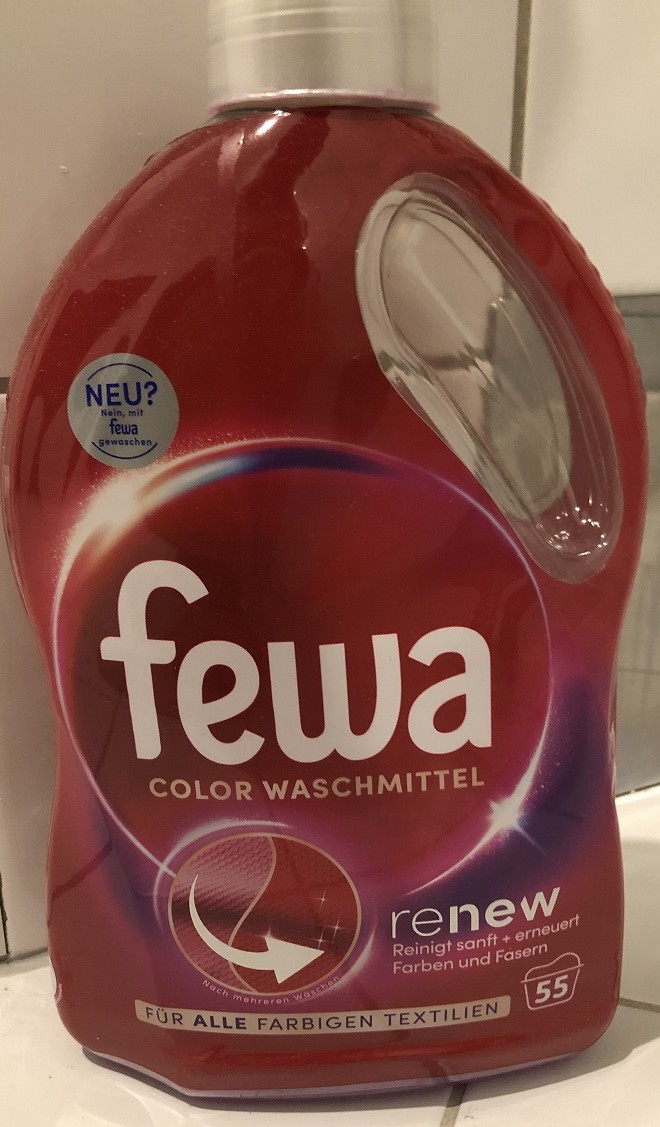 NEU?
Nein, mit
fewa
gewaschen
fewa
COLOR WASCHMITTEL
renew
Reinigt sanft + erneuert
Farben und Fasern
55
Nach mehreren Wäschen
FÜR ALLE FARBIGEN TEXTILIEN